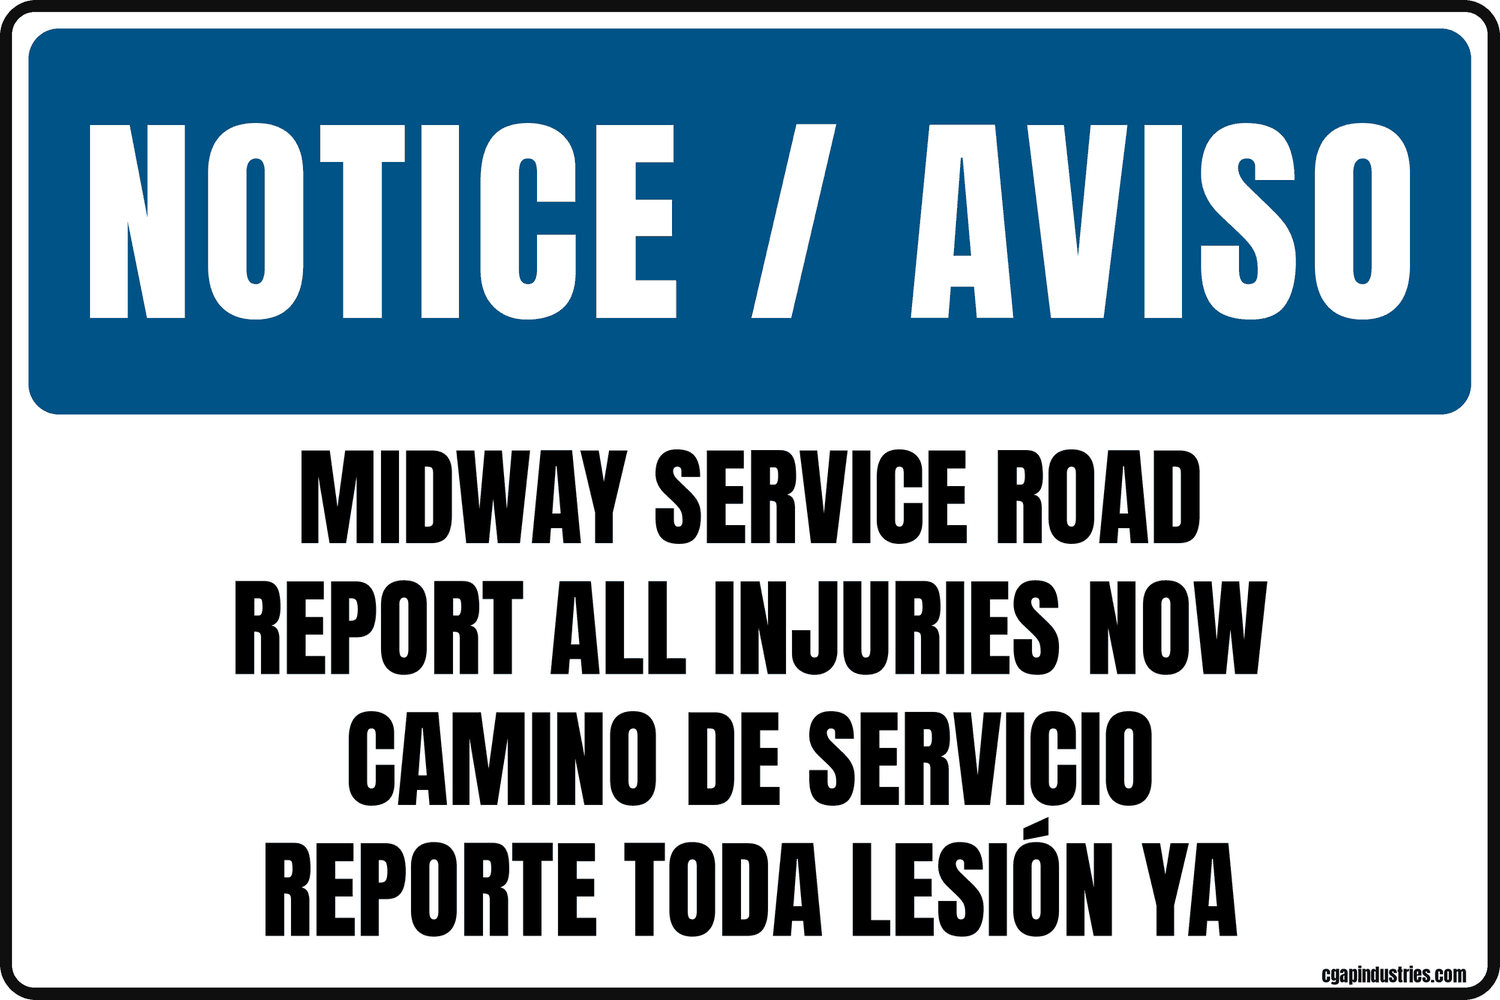 NOTICE / AVISO
MIDWAY SERVICE ROAD
REPORT ALL INJURIES NOW
CAMINO DE SERVICIO
REPORTE TODA LESIÓN YA
cgapindustries.com